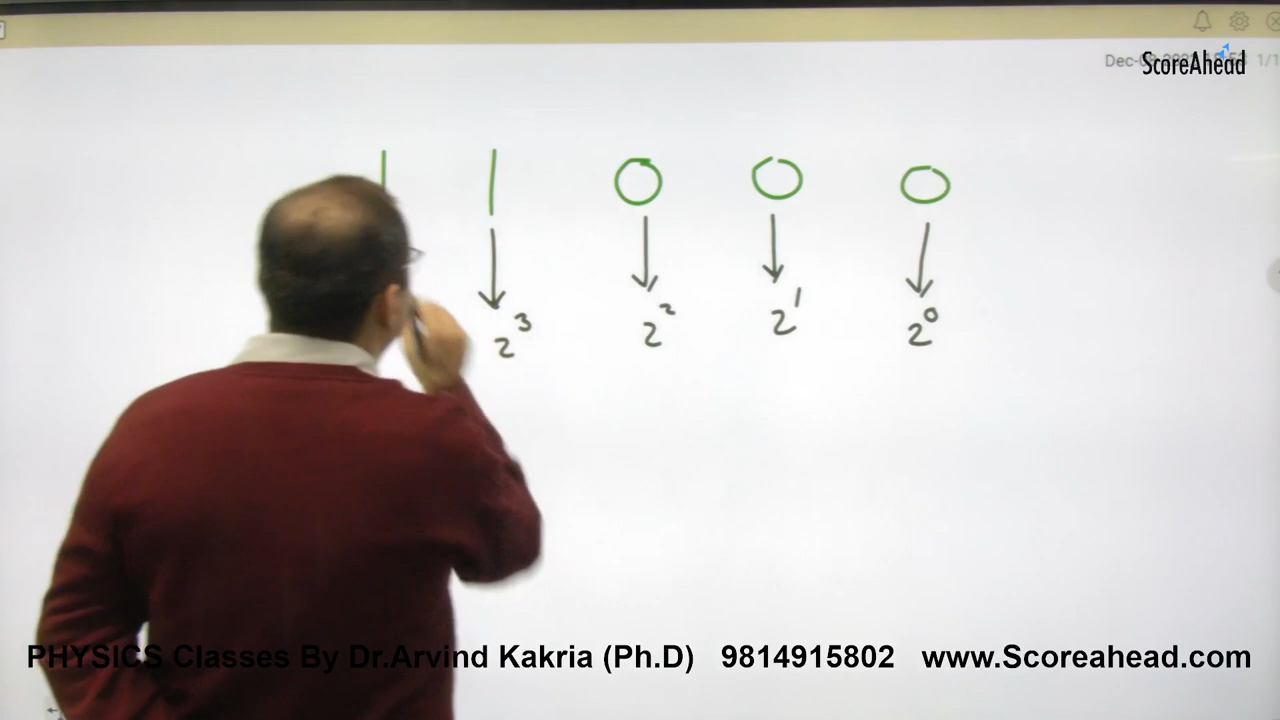 ScoreAhead
1 1 0 0 0
2³ 2² 2¹ 2⁰
PHYSICS Classes By Dr.Arvind Kakria (Ph.D) 9814915802 www.Scoreahead.com